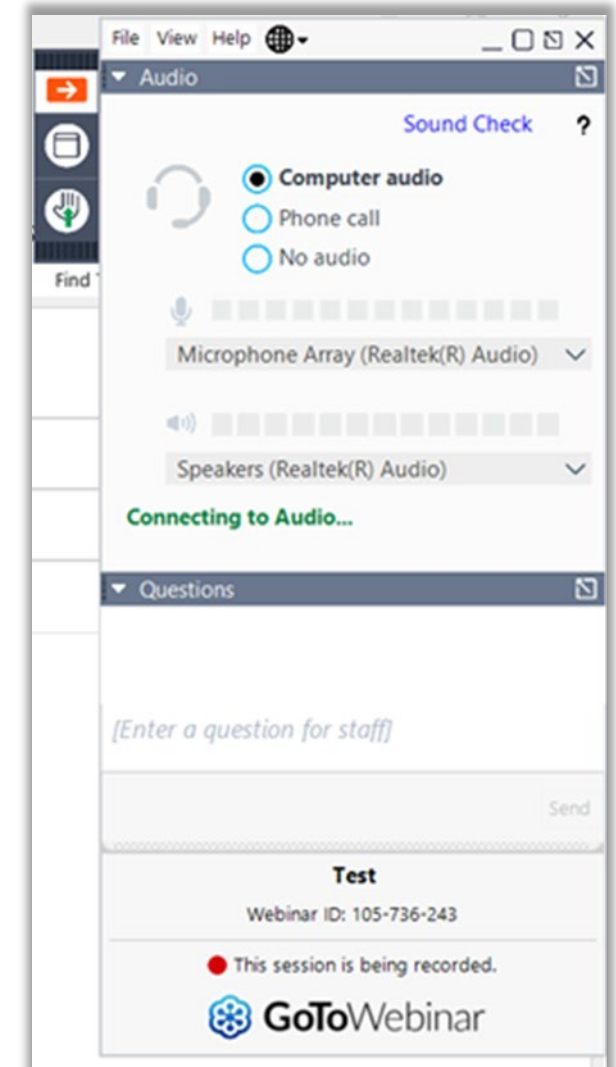 File View Help
Audio
Sound Check ?
Computer audio
Phone call
No audio
Find
Microphone Array (Realtek(R) Audio)
Speakers (Realtek(R) Audio)
Connecting to Audio...
Questions
[Enter a question for staff]
Send
Test
Webinar ID: 105-736-243
This session is being recorded.
GoToWebinar